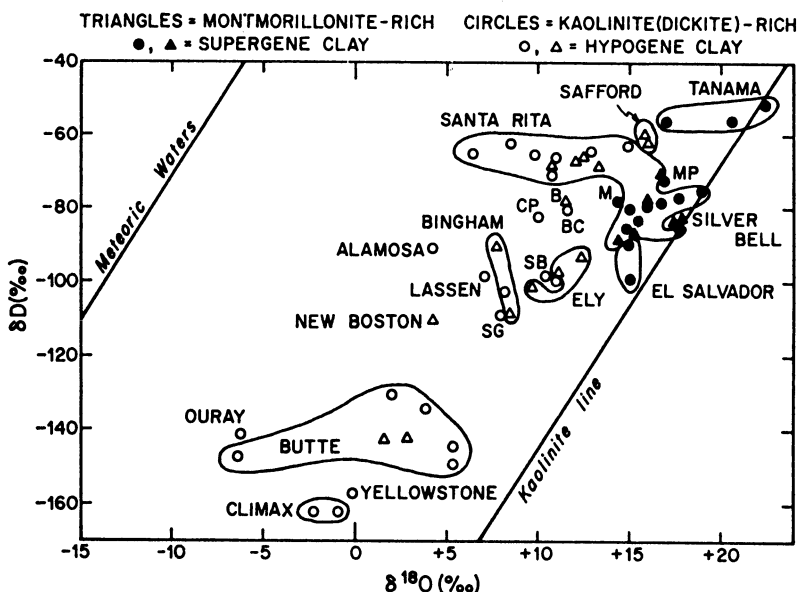 TRIANGLES = MONTMORILLONITE-RICH
●, ▲ = SUPERGENE CLAY
CIRCLES = KAOLINITE(DICKITE)-RICH
○, △ = HYPOGENE CLAY
-40
-60
-80
-100
-120
-140
-160
δD(‰)
-15
-10
-5
0
+5
+10
+15
+20
δ¹⁸O(‰)
Meteoric Waters
Kaolinite line
TANAMA
SAFFORD
SANTA RITA
MP
M
B
CP
BC
SILVER
BELL
BINGHAM
ALAMOSA
SB
LASSEN
ELY
EL SALVADOR
NEW BOSTON
SG
OURAY
BUTTE
YELLOWSTONE
CLIMAX